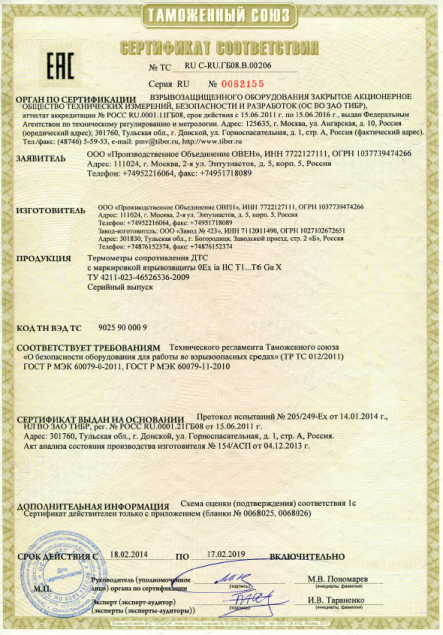 ТАМОЖЕННЫЙ СОЮЗ
СЕРТИФИКАТ СООТВЕТСТВИЯ
ЕАС
№ ТС RU C-RU.ГБ08.В.00206
Серия RU № 0082155
ОРГАН ПО СЕРТИФИКАЦИИ ВЗРЫВОЗАЩИЩЕННОГО ОБОРУДОВАНИЯ ЗАКРЫТОЕ АКЦИОНЕРНОЕ
ОБЩЕСТВО ТЕХНИЧЕСКИХ ИЗМЕРЕНИЙ, БЕЗОПАСНОСТИ И РАЗРАБОТОК (ОС ВО ЗАО ТИБР),
аттестат аккредитации № РОСС RU.0001.11ГБ08, срок действия с 15.06.2011 г. по 15.06.2016 г., выдан Федеральным
Агентством по техническому регулированию и метрологии. Адрес: 125635, г. Москва, ул. Ангарская, д. 10, Россия
(юридический адрес); 301760, Тульская обл., г. Донской, ул. Горноспасательная, д. 1, стр. А, Россия (фактический адрес).
Тел./факс: (48746) 5-59-53, e-mail: pmv@tiber.ru, http://www.tiber.ru
ЗАЯВИТЕЛЬ ООО «Производственное Объединение ОВЕН», ИНН 7722127111, ОГРН 1037739474266
Адрес: 111024, г. Москва, 2-я ул. Энтузиастов, д. 5, корп. 5, Россия
Телефон: +74952216064, факс: +74951718089
ИЗГОТОВИТЕЛЬ ООО «Производственное Объединение ОВЕН», ИНН 7722127111, ОГРН 1037739474266
Адрес: 111024, г. Москва, 2-я ул. Энтузиастов, д. 5, корп. 5, Россия
Телефон: +74952216064, факс: +74951718089
Завод-изготовитель: ООО «Завод № 423», ИНН 7112011490, ОГРН 1027102672651
Адрес: 301830, Тульская обл., г. Богородицк, Заводской проезд, стр. 2 «Б», Россия
Телефон: +74876152374, факс: +74876152374
ПРОДУКЦИЯ Термометры сопротивления ДТС
с маркировкой взрывозащиты 0Ex ia IIC T1...T6 Ga X
ТУ 4211-023-46526536-2009
Серийный выпуск
КОД ТН ВЭД ТС 9025 90 000 9
СООТВЕТСТВУЕТ ТРЕБОВАНИЯМ Технического регламента Таможенного союза
«О безопасности оборудования для работы во взрывоопасных средах» (ТР ТС 012/2011)
ГОСТ Р МЭК 60079-0-2011, ГОСТ Р МЭК 60079-11-2010
СЕРТИФИКАТ ВЫДАН НА ОСНОВАНИИ Протокол испытаний № 205/249-Ех от 14.01.2014 г.,
ИЛ ВО ЗАО ТИБР, рег. № РОСС RU.0001.21ГБ08 от 15.06.2011 г.
Адрес: 301760, Тульская обл., г. Донской, ул. Горноспасательная, д. 1, стр. А, Россия.
Акт анализа состояния производства изготовителя № 154/АСП от 04.12.2013 г.
ДОПОЛНИТЕЛЬНАЯ ИНФОРМАЦИЯ Схема оценки (подтверждения) соответствия 1с
Сертификат действителен только с приложением (бланки № 0068025, 0068026)
СРОК ДЕЙСТВИЯ С 18.02.2014 ПО 17.02.2019 ВКЛЮЧИТЕЛЬНО
Руководитель (уполномоченное
лицо) органа по сертификации
М.В. Пономарев
инициалы, фамилия
М.П.
Эксперт (эксперт-аудитор)
(эксперты (эксперты-аудиторы))
подпись
И.В. Тараненко
инициалы, фамилия
Для сертификатов